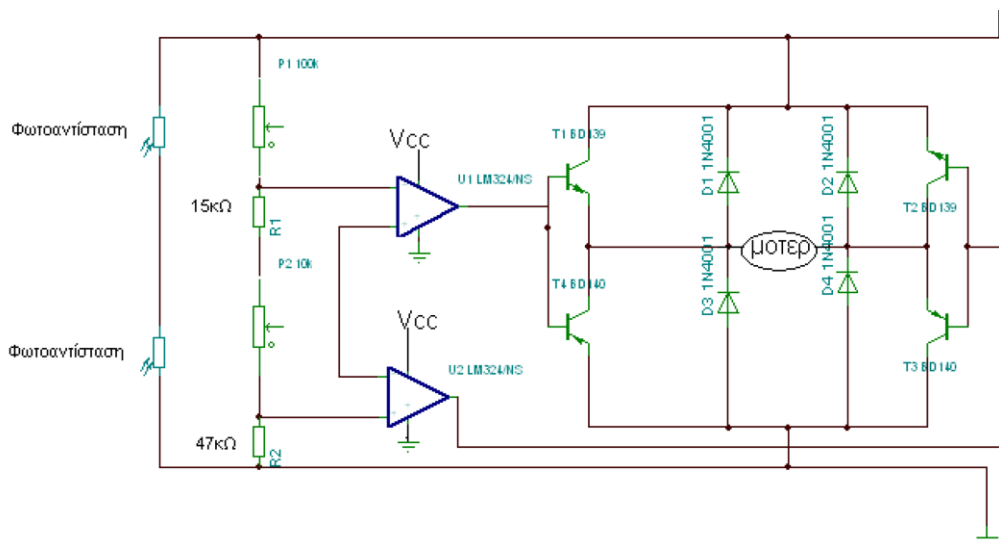 P1 100k
Φωτοαντίσταση
Vcc
T1 BD139
D1 1N4001
D2 1N4001
U1 LM324/NS
15κΩ
R1
T2 BD139
μοτερ
P2 10k
T4 BD140
D3 1N4001
D4 1N4001
Vcc
Φωτοαντίσταση
U2 LM324/NS
T3 BD140
47κΩ
R2